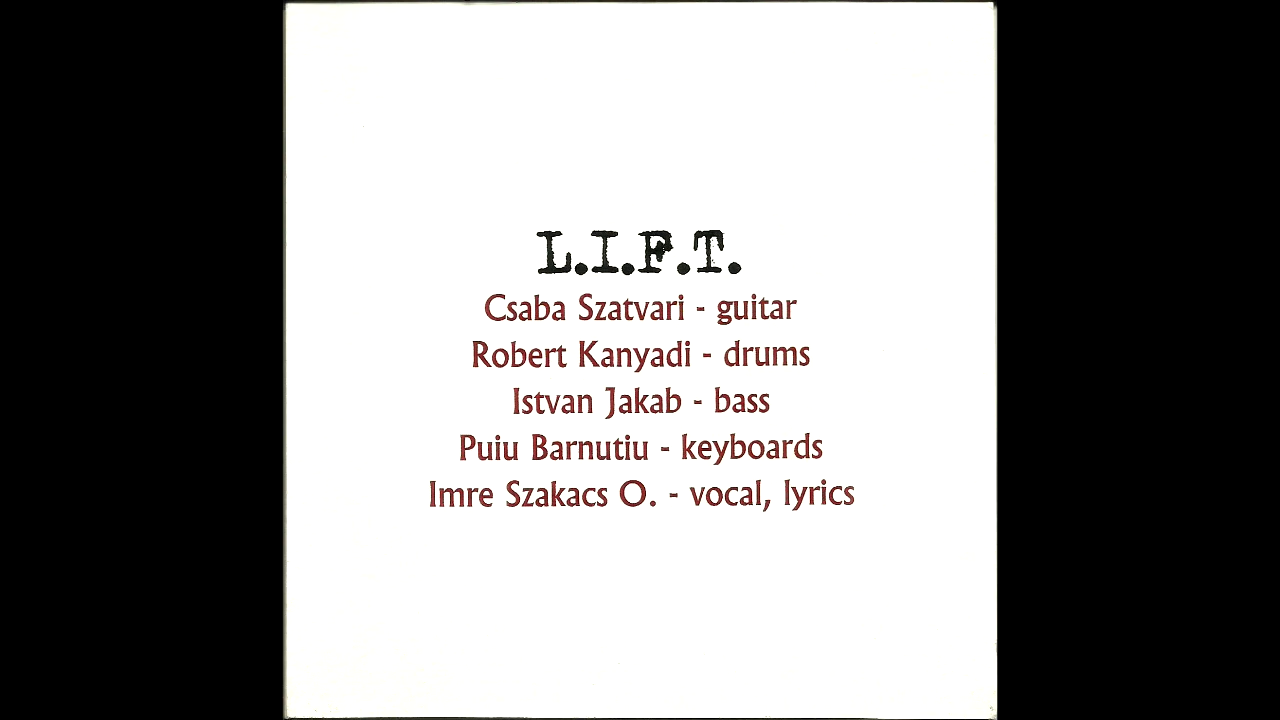 L.I.F.T.
Csaba Szatvari - guitar
Robert Kanyadi - drums
Istvan Jakab - bass
Puiu Barnutiu - keyboards
Imre Szakacs O. - vocal, lyrics